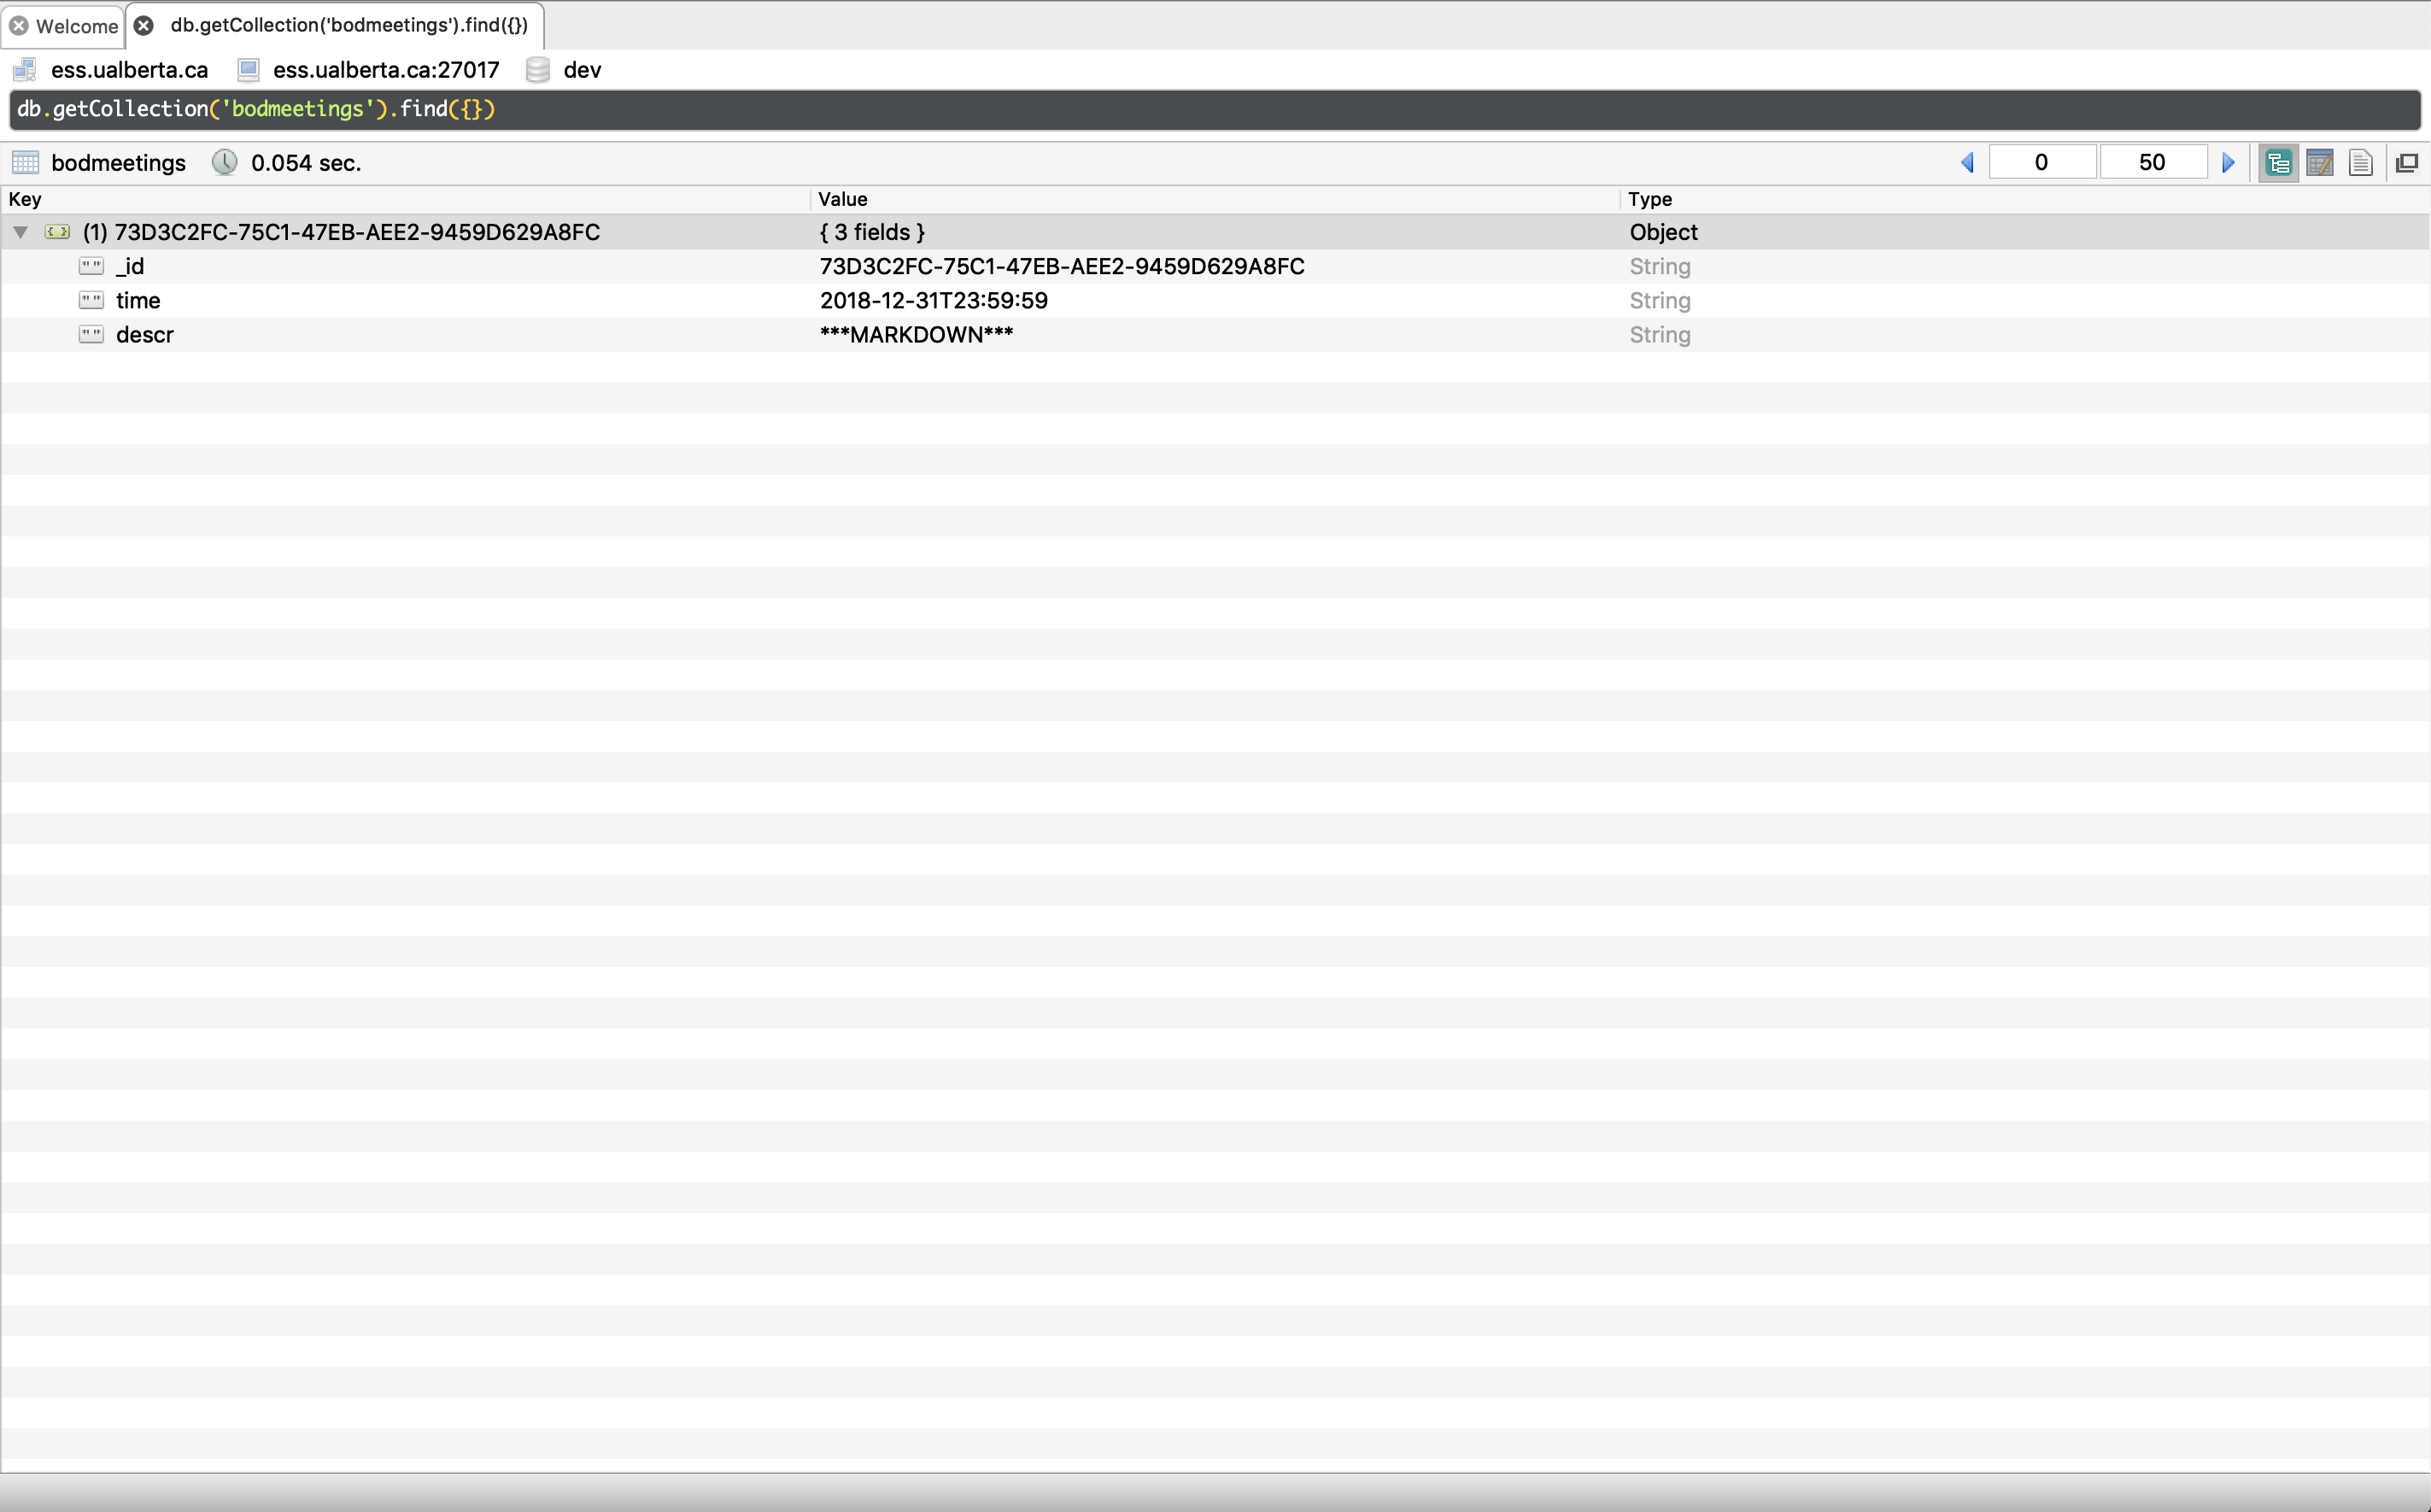 Welcome db.getCollection('bodmeetings').find({})
ess.ualberta.ca ess.ualberta.ca:27017 dev
db.getCollection('bodmeetings').find({})
bodmeetings 0.054 sec. 0 50
Key Value Type
(1) 73D3C2FC-75C1-47EB-AEE2-9459D629A8FC { 3 fields } Object
_id 73D3C2FC-75C1-47EB-AEE2-9459D629A8FC String
time 2018-12-31T23:59:59 String
descr ***MARKDOWN*** String